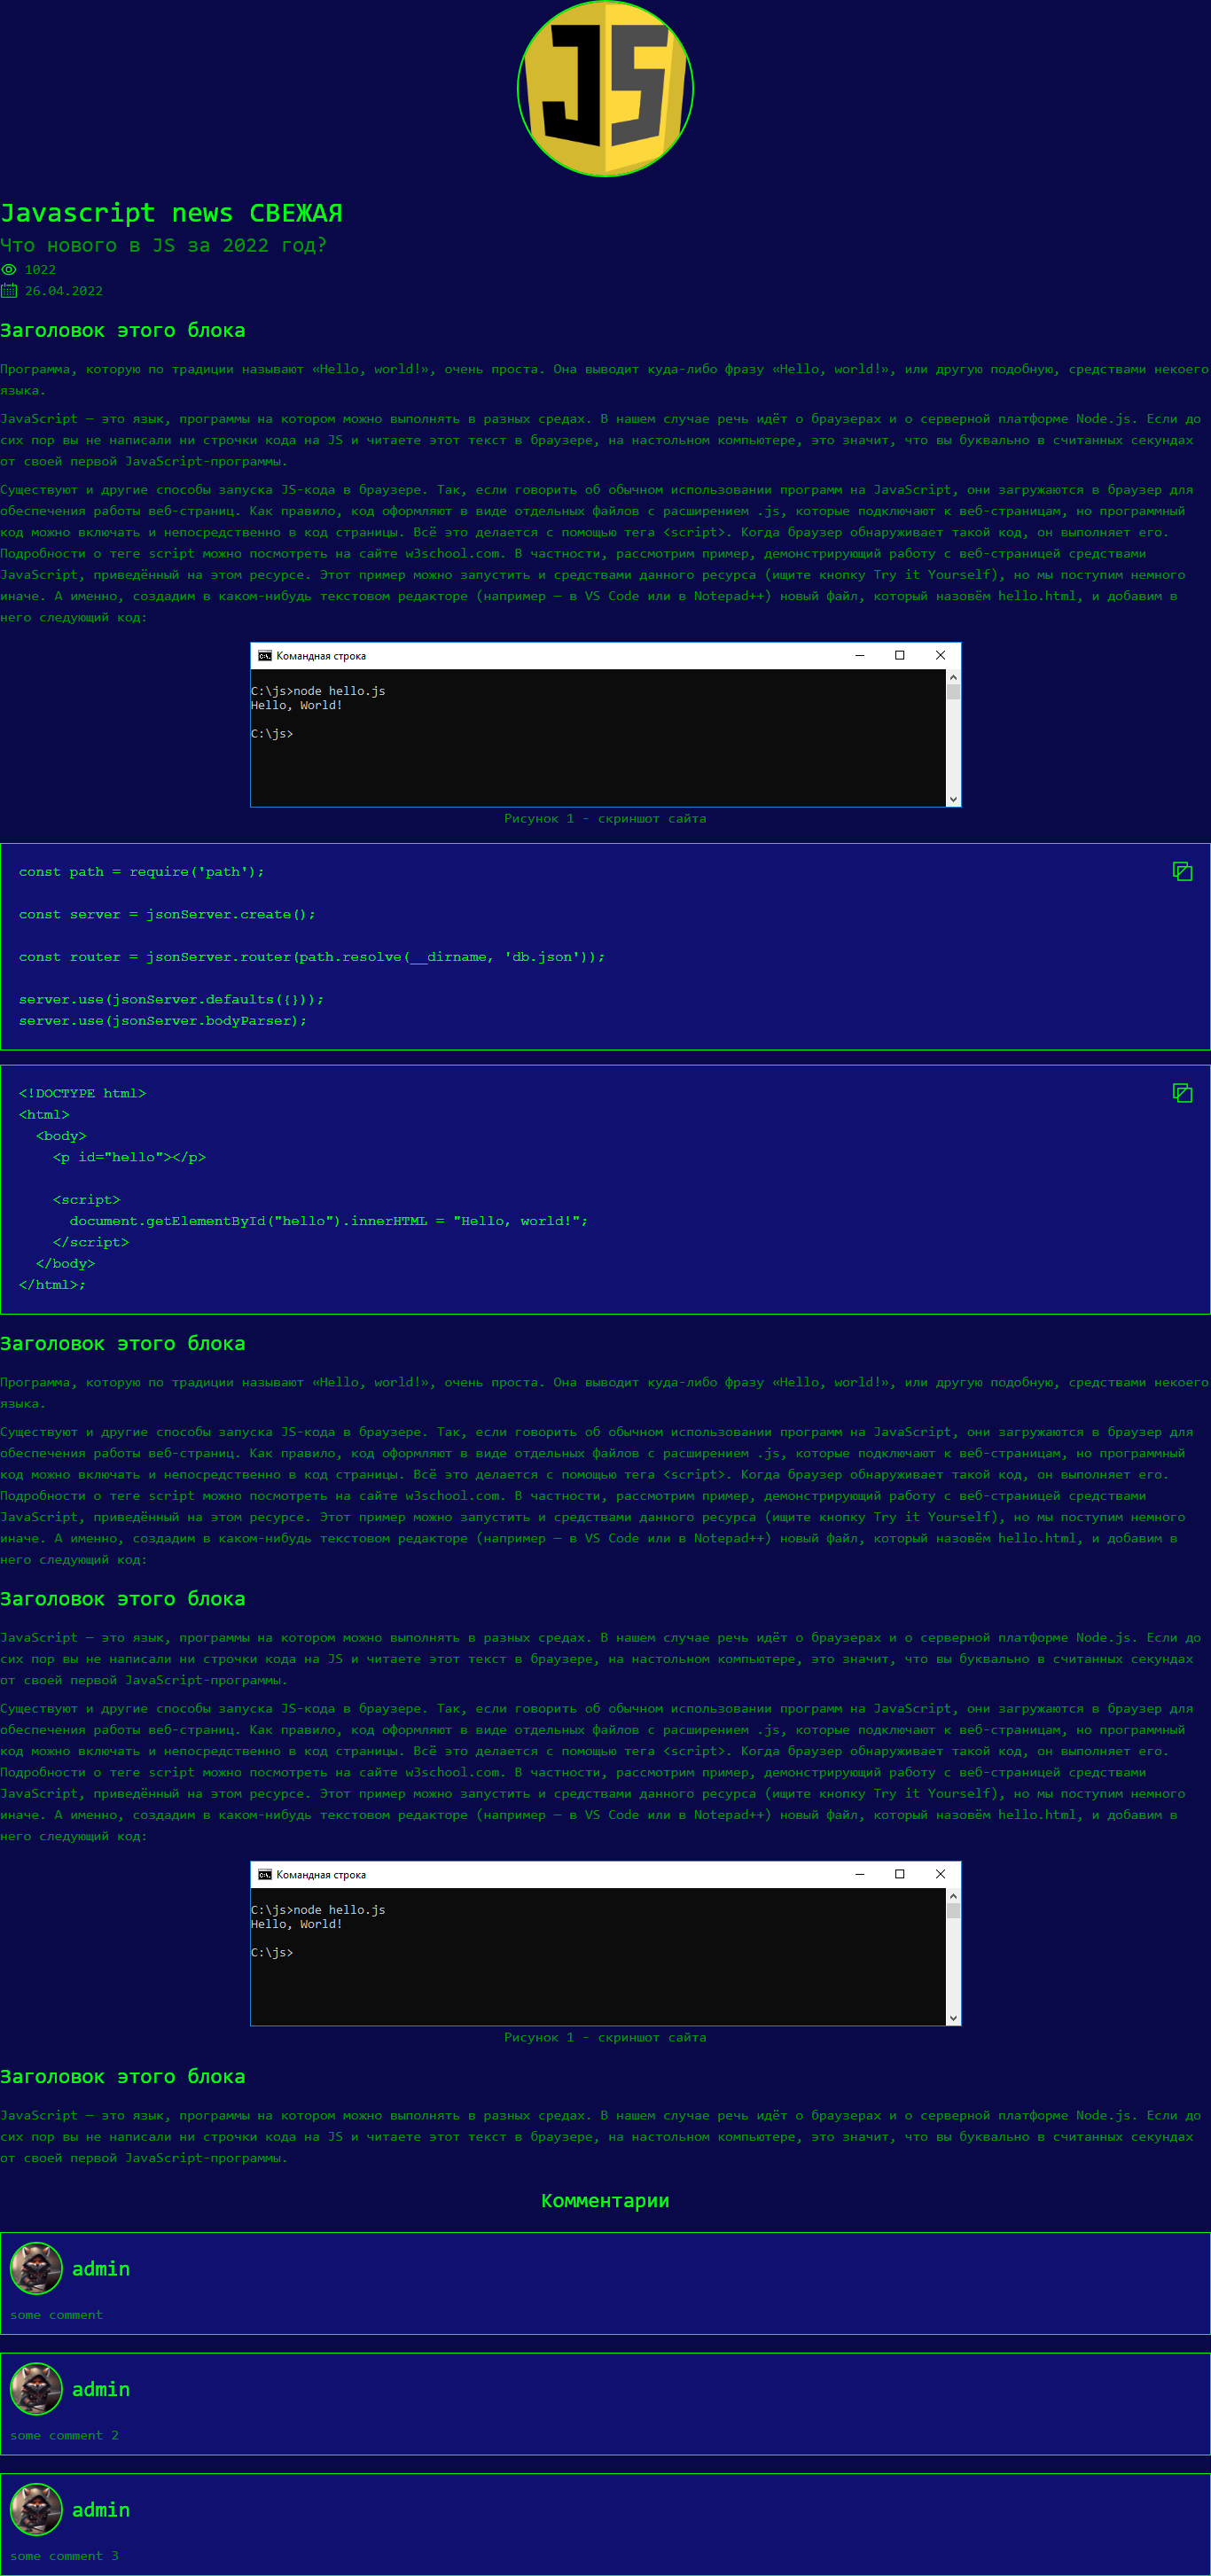 JS
Javascript news СВЕЖАЯ
Что нового в JS за 2022 год?
1022
26.04.2022
Заголовок этого блока
Программа, которую по традиции называют «Hello, world!», очень проста. Она выводит куда-либо фразу «Hello, world!», или другую подобную, средствами некоего
языка.
JavaScript — это язык, программы на котором можно выполнять в разных средах. В нашем случае речь идёт о браузерах и о серверной платформе Node.js. Если до
сих пор вы не написали ни строчки кода на JS и читаете этот текст в браузере, на настольном компьютере, это значит, что вы буквально в считанных секундах
от своей первой JavaScript-программы.
Существуют и другие способы запуска JS-кода в браузере. Так, если говорить об обычном использовании программ на JavaScript, они загружаются в браузер для
обеспечения работы веб-страниц. Как правило, код оформляют в виде отдельных файлов с расширением .js, которые подключают к веб-страницам, но программный
код можно включать и непосредственно в код страницы. Всё это делается с помощью тега <script>. Когда браузер обнаруживает такой код, он выполняет его.
Подробности о теге script можно посмотреть на сайте w3school.com. В частности, рассмотрим пример, демонстрирующий работу с веб-страницей средствами
JavaScript, приведённый на этом ресурсе. Этот пример можно запустить и средствами данного ресурса (ищите кнопку Try it Yourself), но мы поступим немного
иначе. А именно, создадим в каком-нибудь текстовом редакторе (например — в VS Code или в Notepad++) новый файл, который назовём hello.html, и добавим в
него следующий код:
Командная строка
C:\js>node hello.js
Hello, World!
C:\js>
Рисунок 1 - скриншот сайта
const path = require('path');
const server = jsonServer.create();
const router = jsonServer.router(path.resolve(__dirname, 'db.json'));
server.use(jsonServer.defaults({}));
server.use(jsonServer.bodyParser);
<!DOCTYPE html>
<html>
<body>
<p id="hello"></p>
<script>
document.getElementById("hello").innerHTML = "Hello, world!";
</script>
</body>
</html>;
Заголовок этого блока
Программа, которую по традиции называют «Hello, world!», очень проста. Она выводит куда-либо фразу «Hello, world!», или другую подобную, средствами некоего
языка.
Существуют и другие способы запуска JS-кода в браузере. Так, если говорить об обычном использовании программ на JavaScript, они загружаются в браузер для
обеспечения работы веб-страниц. Как правило, код оформляют в виде отдельных файлов с расширением .js, которые подключают к веб-страницам, но программный
код можно включать и непосредственно в код страницы. Всё это делается с помощью тега <script>. Когда браузер обнаруживает такой код, он выполняет его.
Подробности о теге script можно посмотреть на сайте w3school.com. В частности, рассмотрим пример, демонстрирующий работу с веб-страницей средствами
JavaScript, приведённый на этом ресурсе. Этот пример можно запустить и средствами данного ресурса (ищите кнопку Try it Yourself), но мы поступим немного
иначе. А именно, создадим в каком-нибудь текстовом редакторе (например — в VS Code или в Notepad++) новый файл, который назовём hello.html, и добавим в
него следующий код:
Заголовок этого блока
JavaScript — это язык, программы на котором можно выполнять в разных средах. В нашем случае речь идёт о браузерах и о серверной платформе Node.js. Если до
сих пор вы не написали ни строчки кода на JS и читаете этот текст в браузере, на настольном компьютере, это значит, что вы буквально в считанных секундах
от своей первой JavaScript-программы.
Существуют и другие способы запуска JS-кода в браузере. Так, если говорить об обычном использовании программ на JavaScript, они загружаются в браузер для
обеспечения работы веб-страниц. Как правило, код оформляют в виде отдельных файлов с расширением .js, которые подключают к веб-страницам, но программный
код можно включать и непосредственно в код страницы. Всё это делается с помощью тега <script>. Когда браузер обнаруживает такой код, он выполняет его.
Подробности о теге script можно посмотреть на сайте w3school.com. В частности, рассмотрим пример, демонстрирующий работу с веб-страницей средствами
JavaScript, приведённый на этом ресурсе. Этот пример можно запустить и средствами данного ресурса (ищите кнопку Try it Yourself), но мы поступим немного
иначе. А именно, создадим в каком-нибудь текстовом редакторе (например — в VS Code или в Notepad++) новый файл, который назовём hello.html, и добавим в
него следующий код:
Командная строка
C:\js>node hello.js
Hello, World!
C:\js>
Рисунок 1 - скриншот сайта
Заголовок этого блока
JavaScript — это язык, программы на котором можно выполнять в разных средах. В нашем случае речь идёт о браузерах и о серверной платформе Node.js. Если до
сих пор вы не написали ни строчки кода на JS и читаете этот текст в браузере, на настольном компьютере, это значит, что вы буквально в считанных секундах
от своей первой JavaScript-программы.
Комментарии
admin
some comment
admin
some comment 2
admin
some comment 3